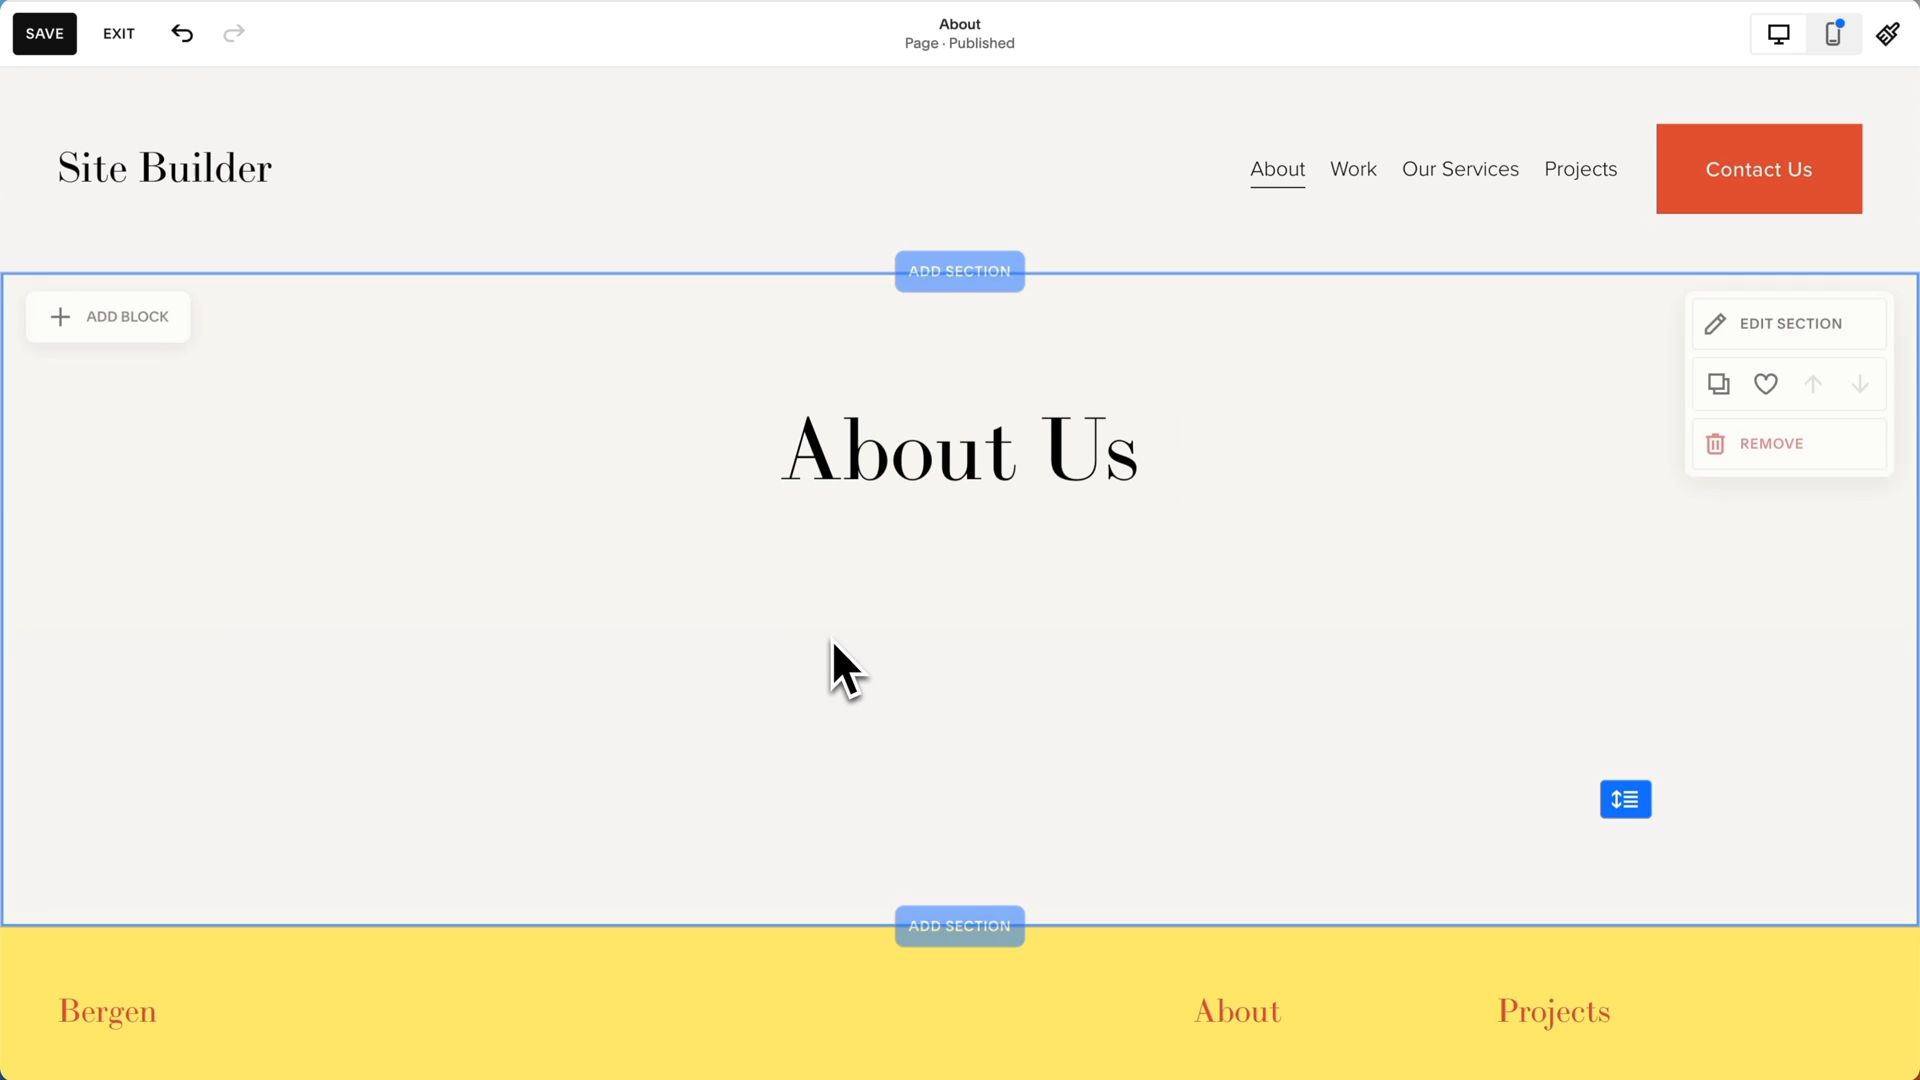 SAVE
EXIT
About
Page · Published
Site Builder
About
Work
Our Services
Projects
Contact Us
ADD SECTION
ADD BLOCK
EDIT SECTION
REMOVE
About Us
ADD SECTION
Bergen
About
Projects